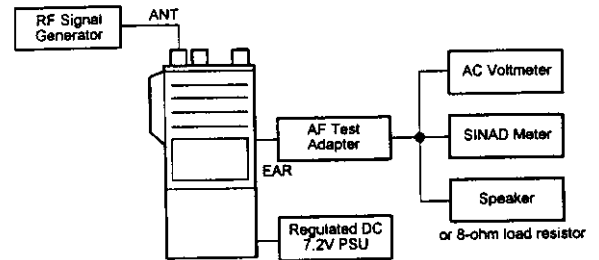 RF Signal
Generator
ANT
AC Voltmeter
AF Test
Adapter
SINAD Meter
EAR
Speaker
or 8-ohm load resistor
Regulated DC
7.2V PSU